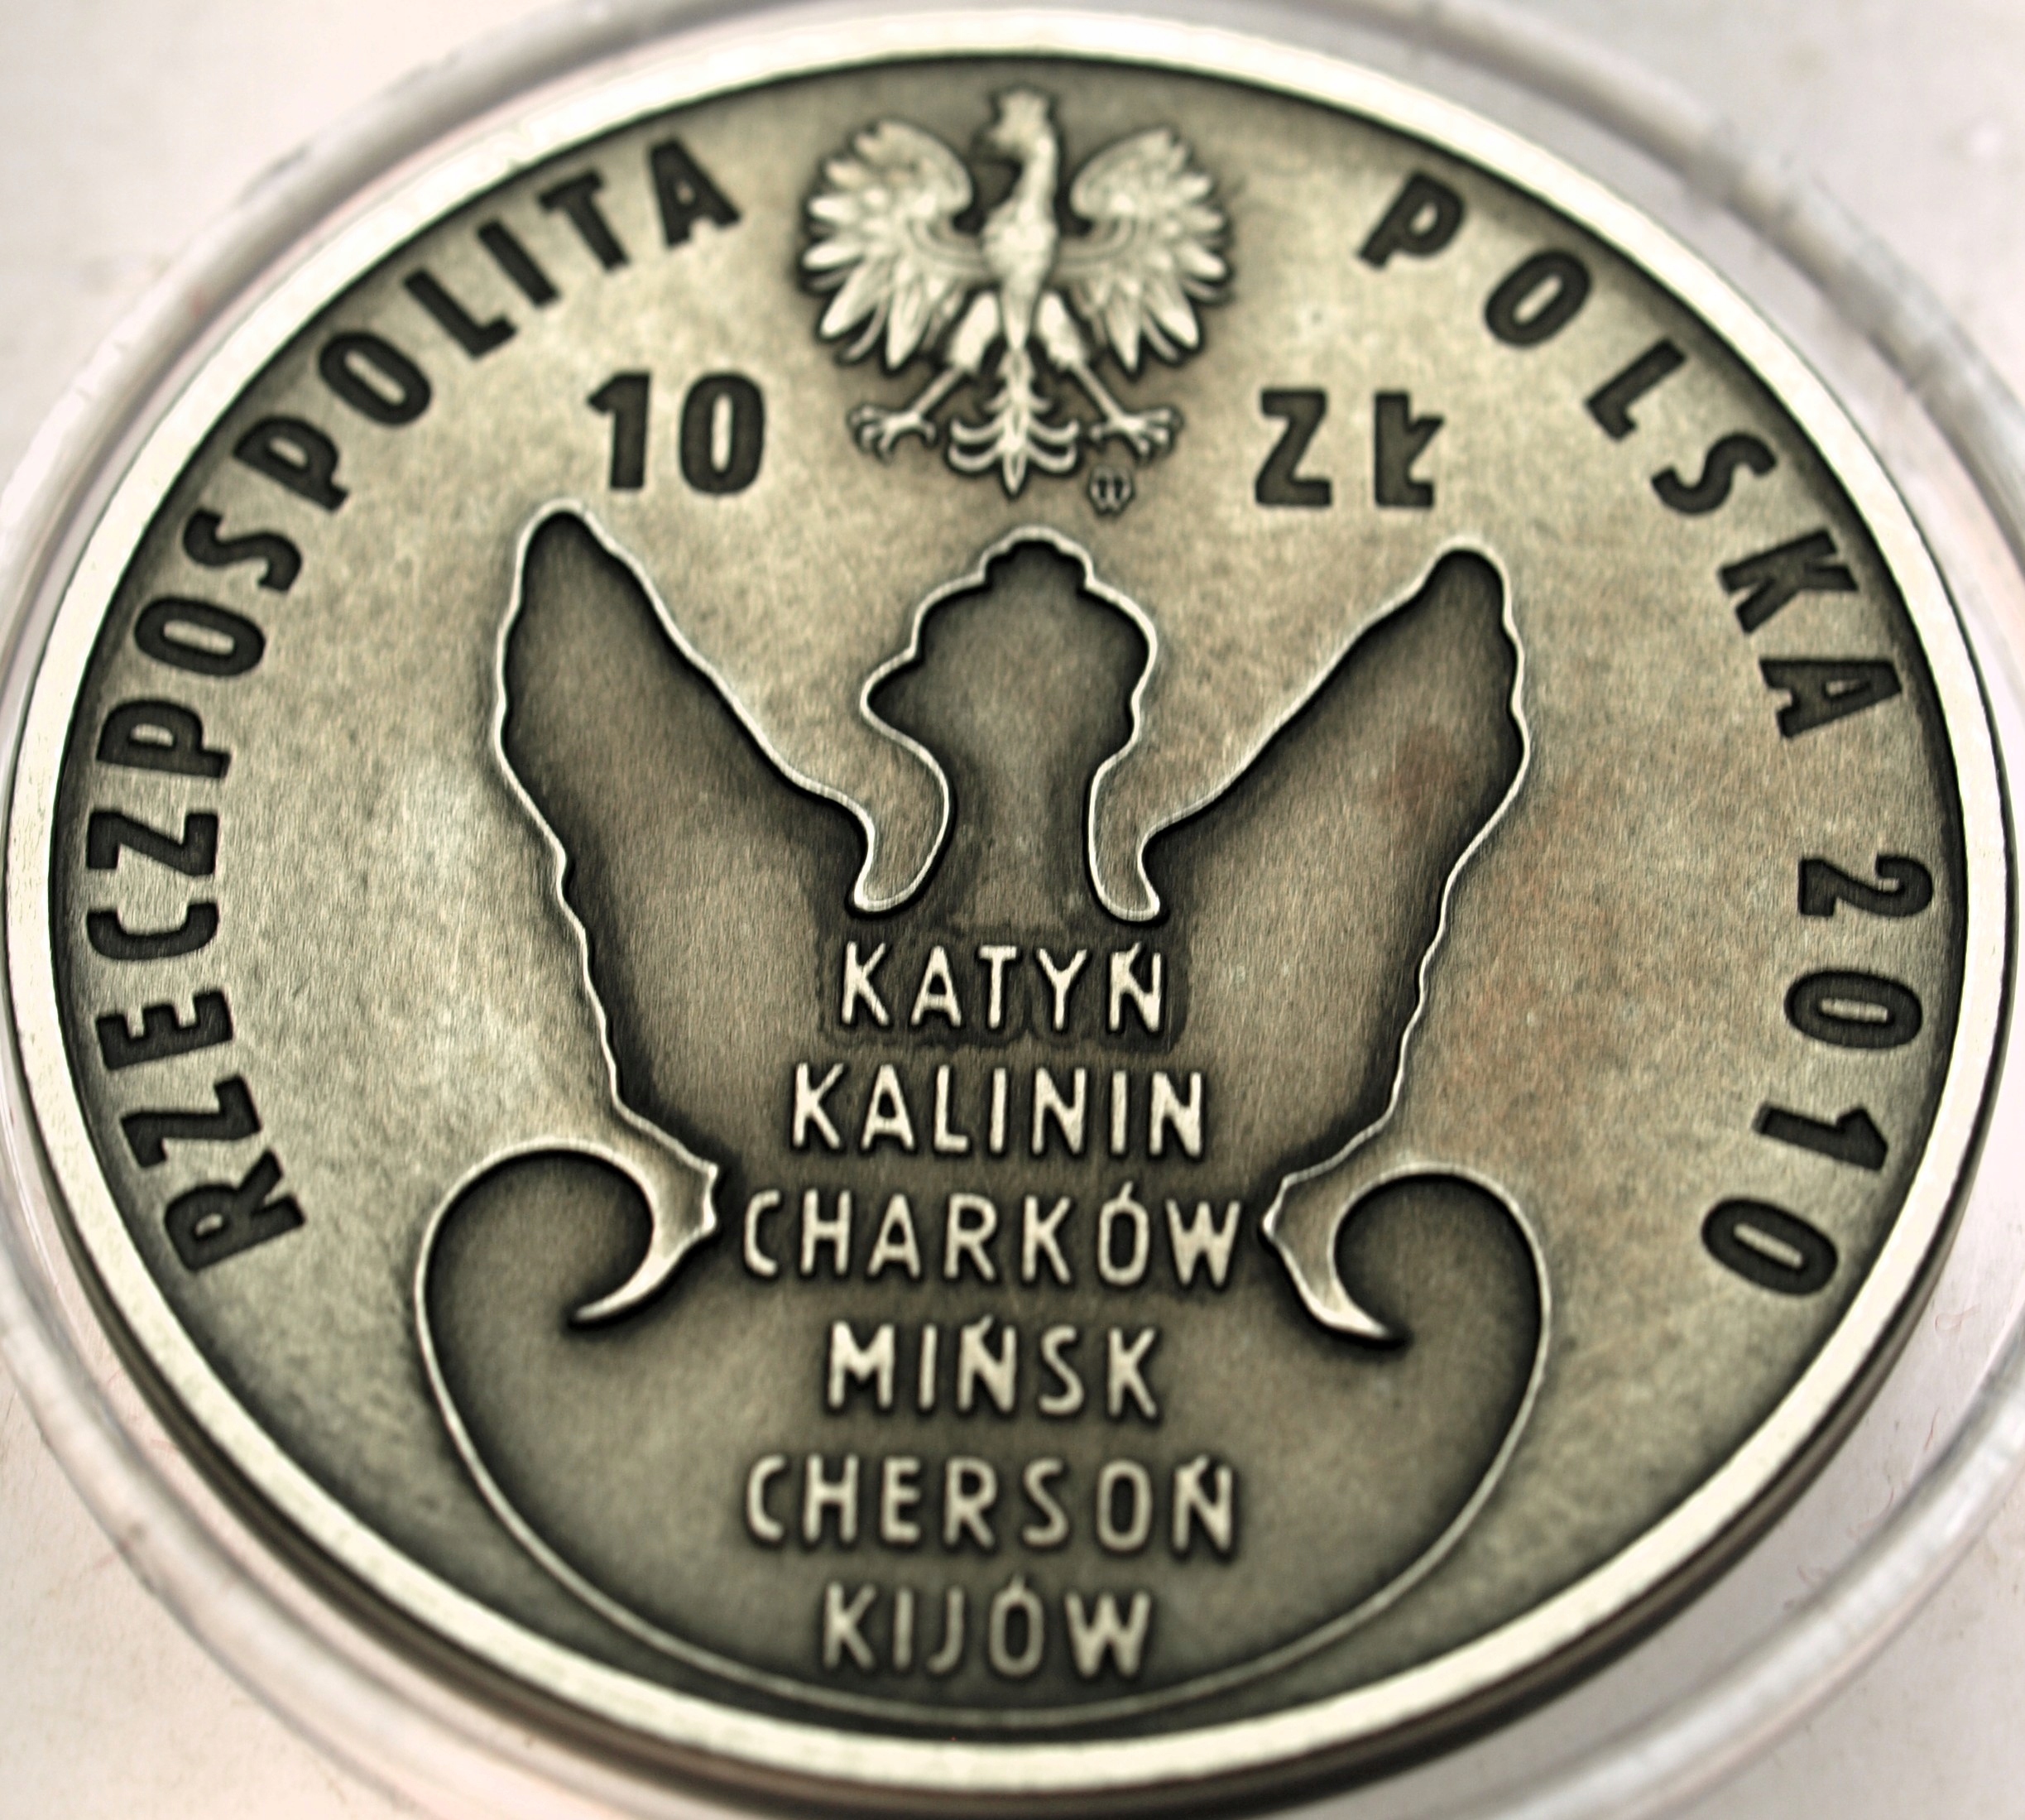 RZECZPOSPOLITA POLSKA 2010
10 ZŁ
KATYŃ
KALININ
CHARKÓW
MIŃSK
CHERSOŃ
KIJÓW